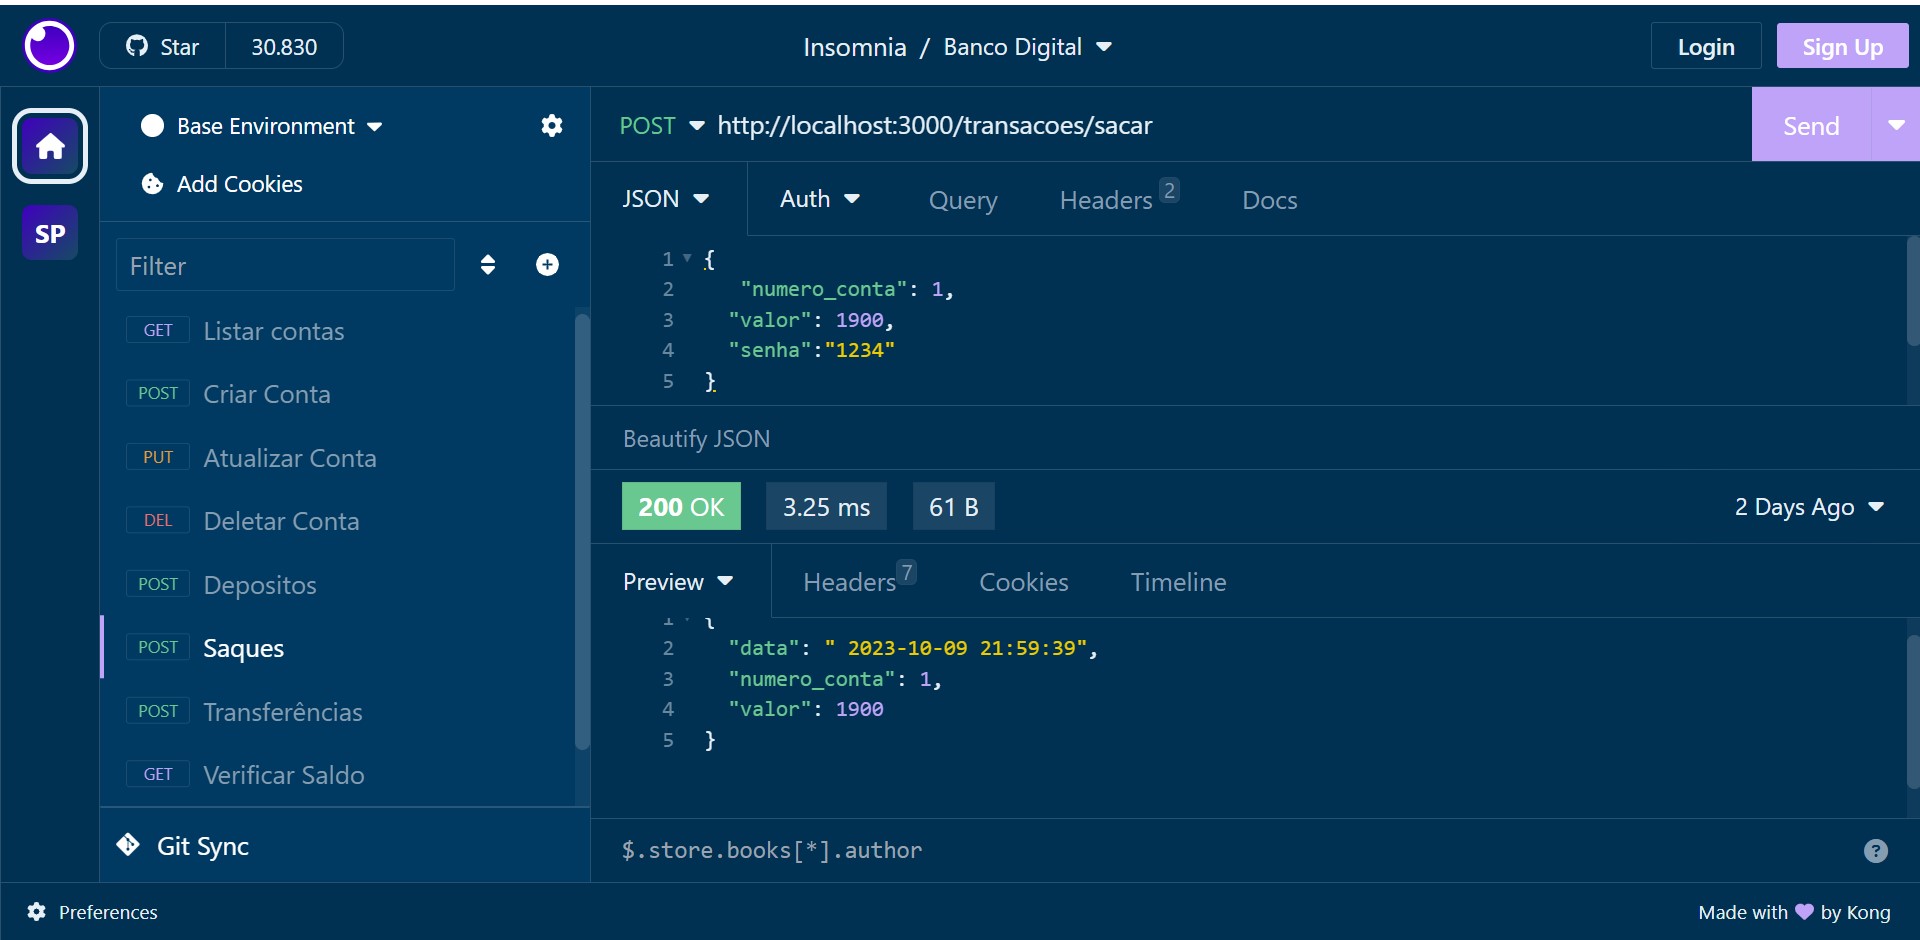 Star 30.830 Insomnia / Banco Digital Login Sign Up
SP
Base Environment
Add Cookies
Filter
GET Listar contas
POST Criar Conta
PUT Atualizar Conta
DEL Deletar Conta
POST Depositos
POST Saques
POST Transferências
GET Verificar Saldo
Git Sync
POST http://localhost:3000/transacoes/sacar Send
JSON Auth Query Headers 2 Docs
1 {
2 "numero_conta": 1,
3 "valor": 1900,
4 "senha":"1234"
5 }
Beautify JSON
200 OK 3.25 ms 61 B 2 Days Ago
Preview Headers 7 Cookies Timeline
1 {
2 "data": " 2023-10-09 21:59:39",
3 "numero_conta": 1,
4 "valor": 1900
5 }
$.store.books[*].author ?
Preferences Made with 💜 by Kong